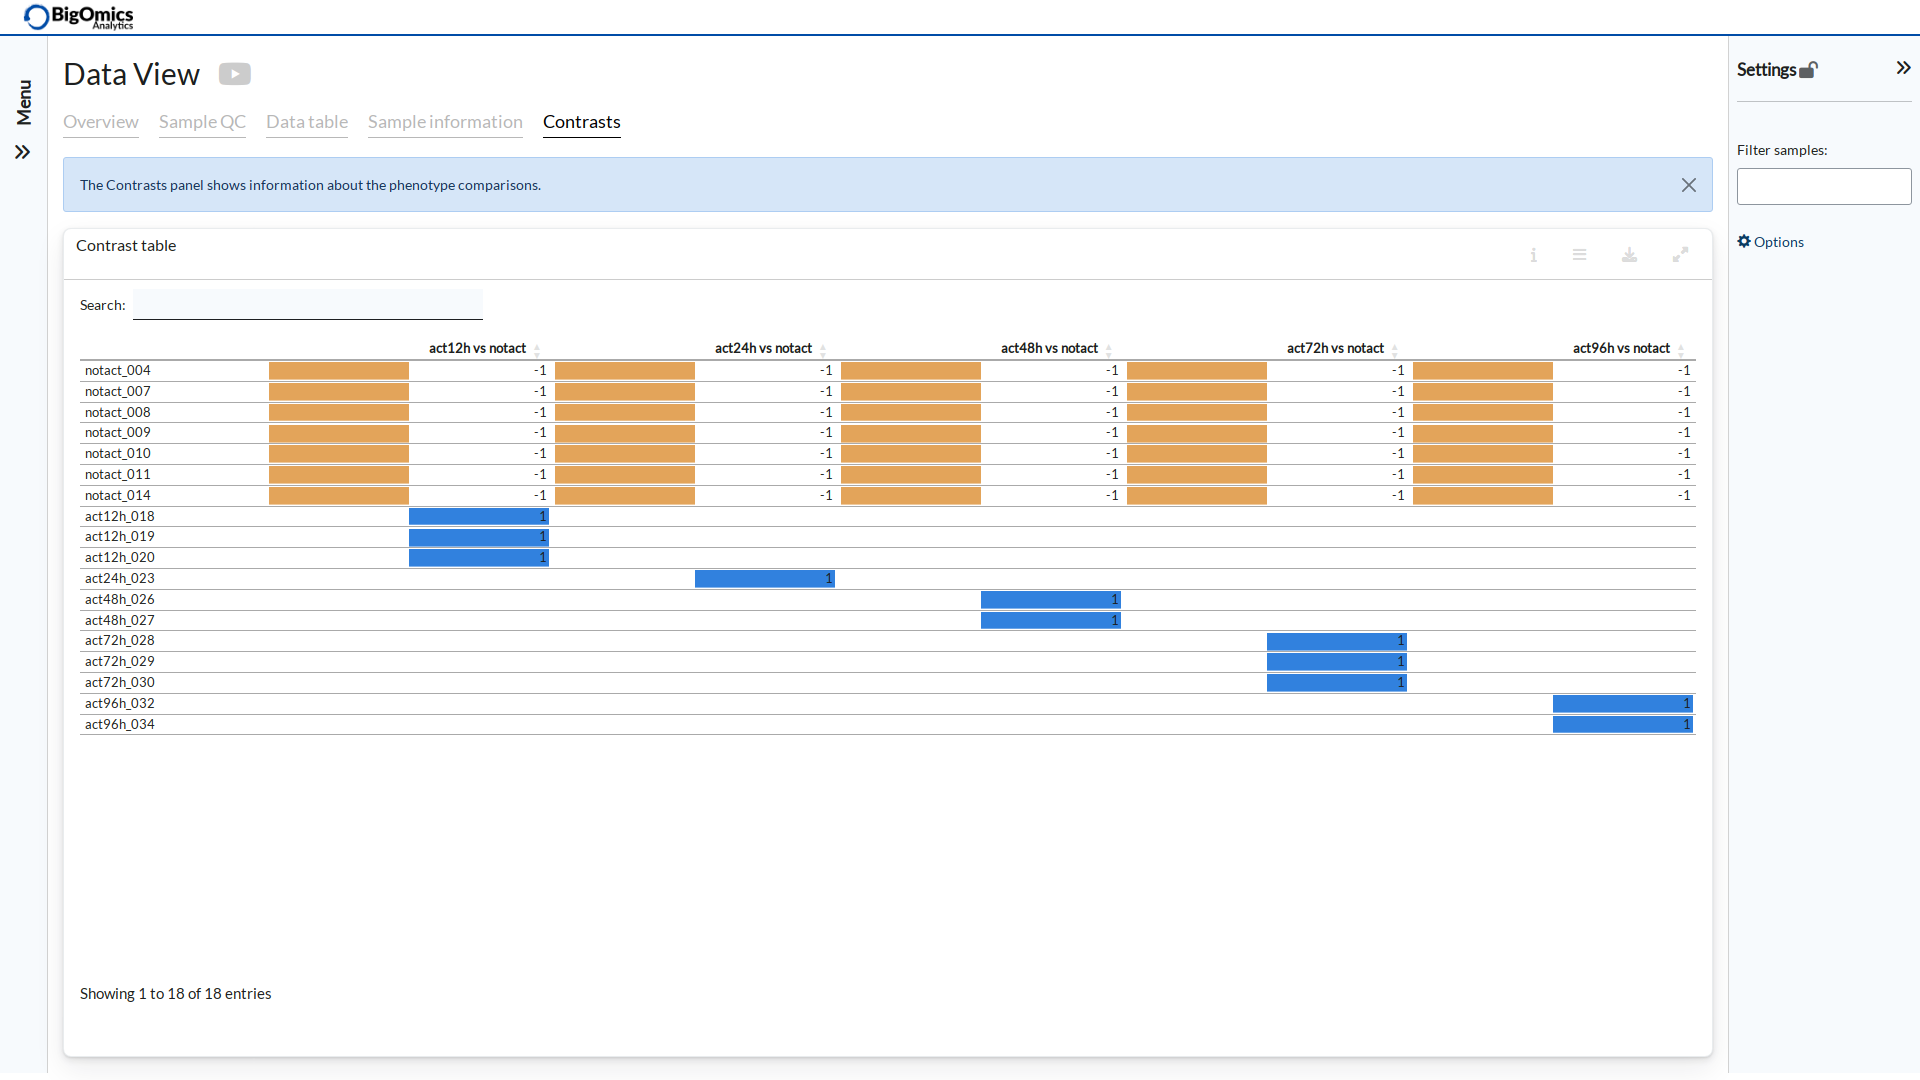 BigOmics
Analytics
Menu
Data View
Settings
Overview Sample QC Data table Sample information Contrasts
Filter samples:
The Contrasts panel shows information about the phenotype comparisons.
Options
Contrast table
Search:
act12h vs notact act24h vs notact act48h vs notact act72h vs notact act96h vs notact
notact_004 -1 -1 -1 -1 -1
notact_007 -1 -1 -1 -1 -1
notact_008 -1 -1 -1 -1 -1
notact_009 -1 -1 -1 -1 -1
notact_010 -1 -1 -1 -1 -1
notact_011 -1 -1 -1 -1 -1
notact_014 -1 -1 -1 -1 -1
act12h_018 1
act12h_019 1
act12h_020 1
act24h_023 1
act48h_026 1
act48h_027 1
act72h_028 1
act72h_029 1
act72h_030 1
act96h_032 1
act96h_034 1
Showing 1 to 18 of 18 entries